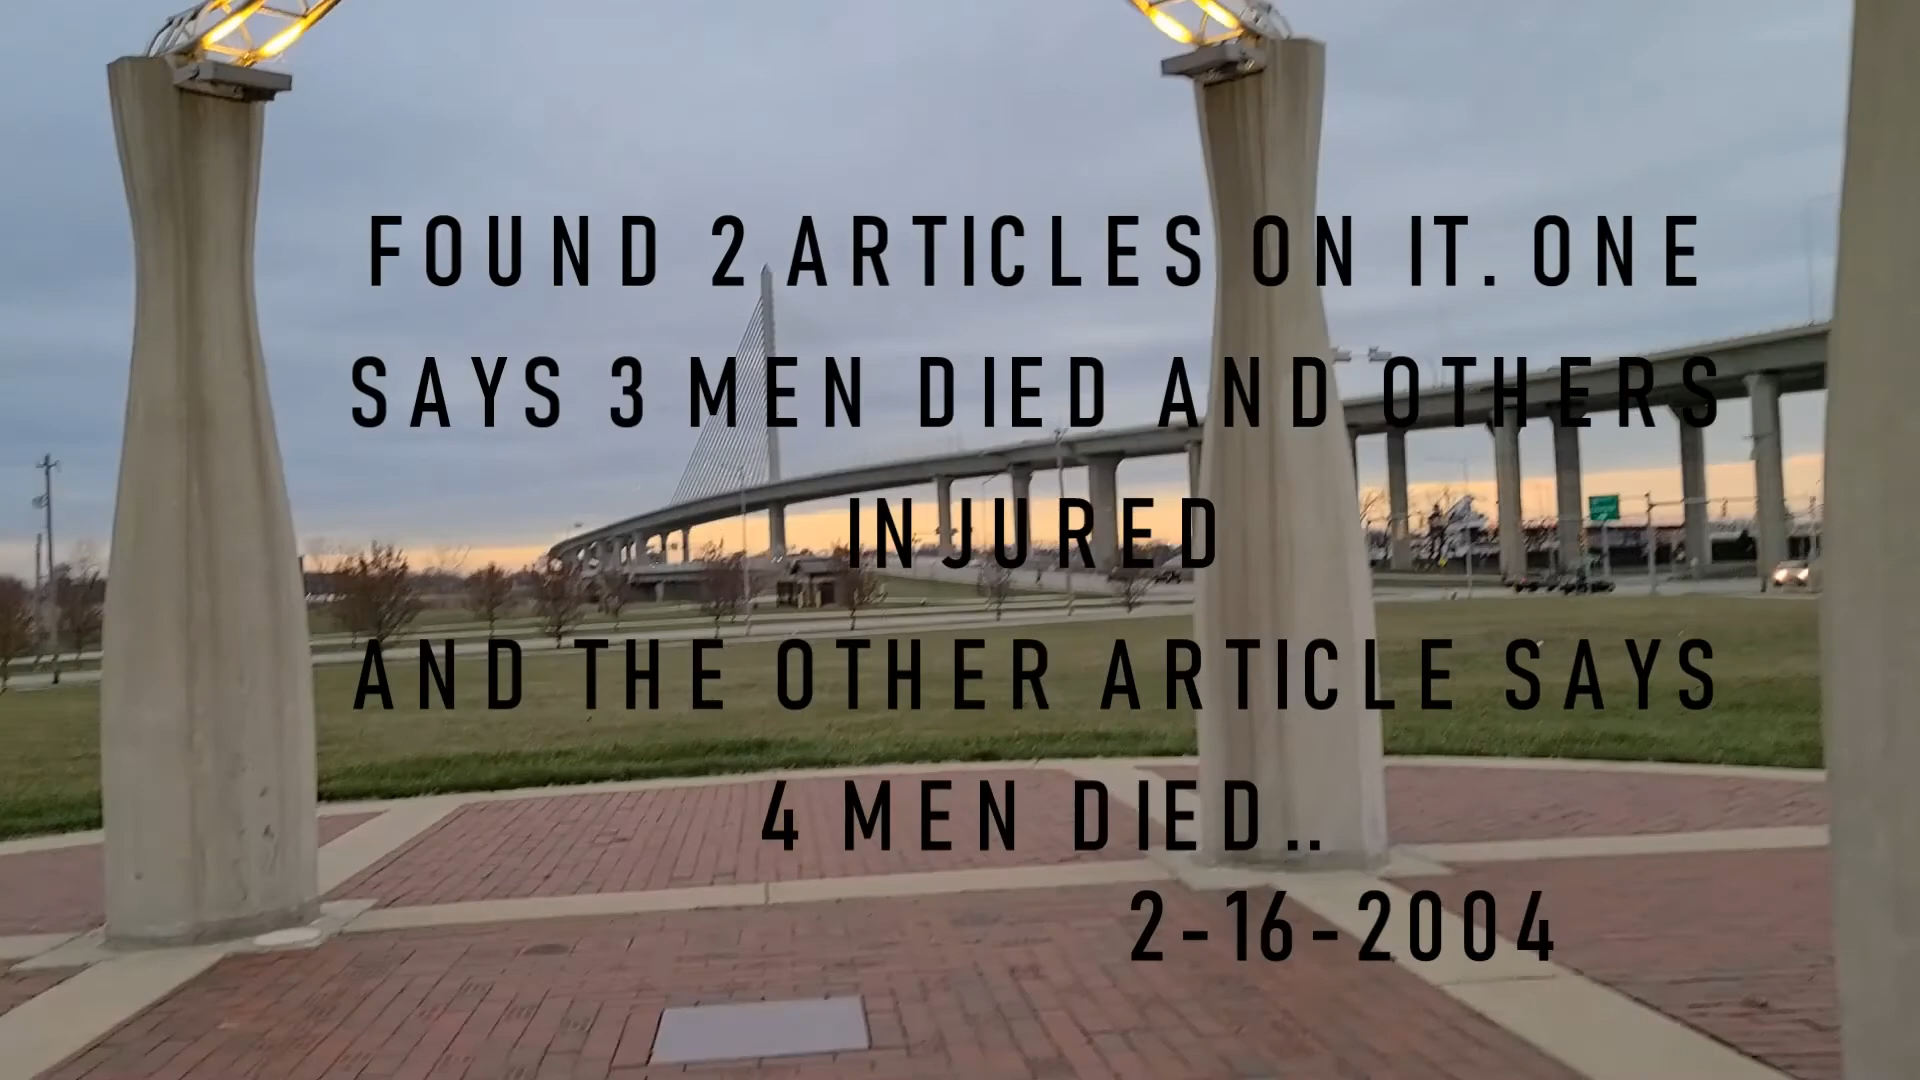 FOUND 2 ARTICLES ON IT. ONE
SAYS 3 MEN DIED AND OTHERS
INJURED
AND THE OTHER ARTICLE SAYS
4 MEN DIED..
2-16-2004